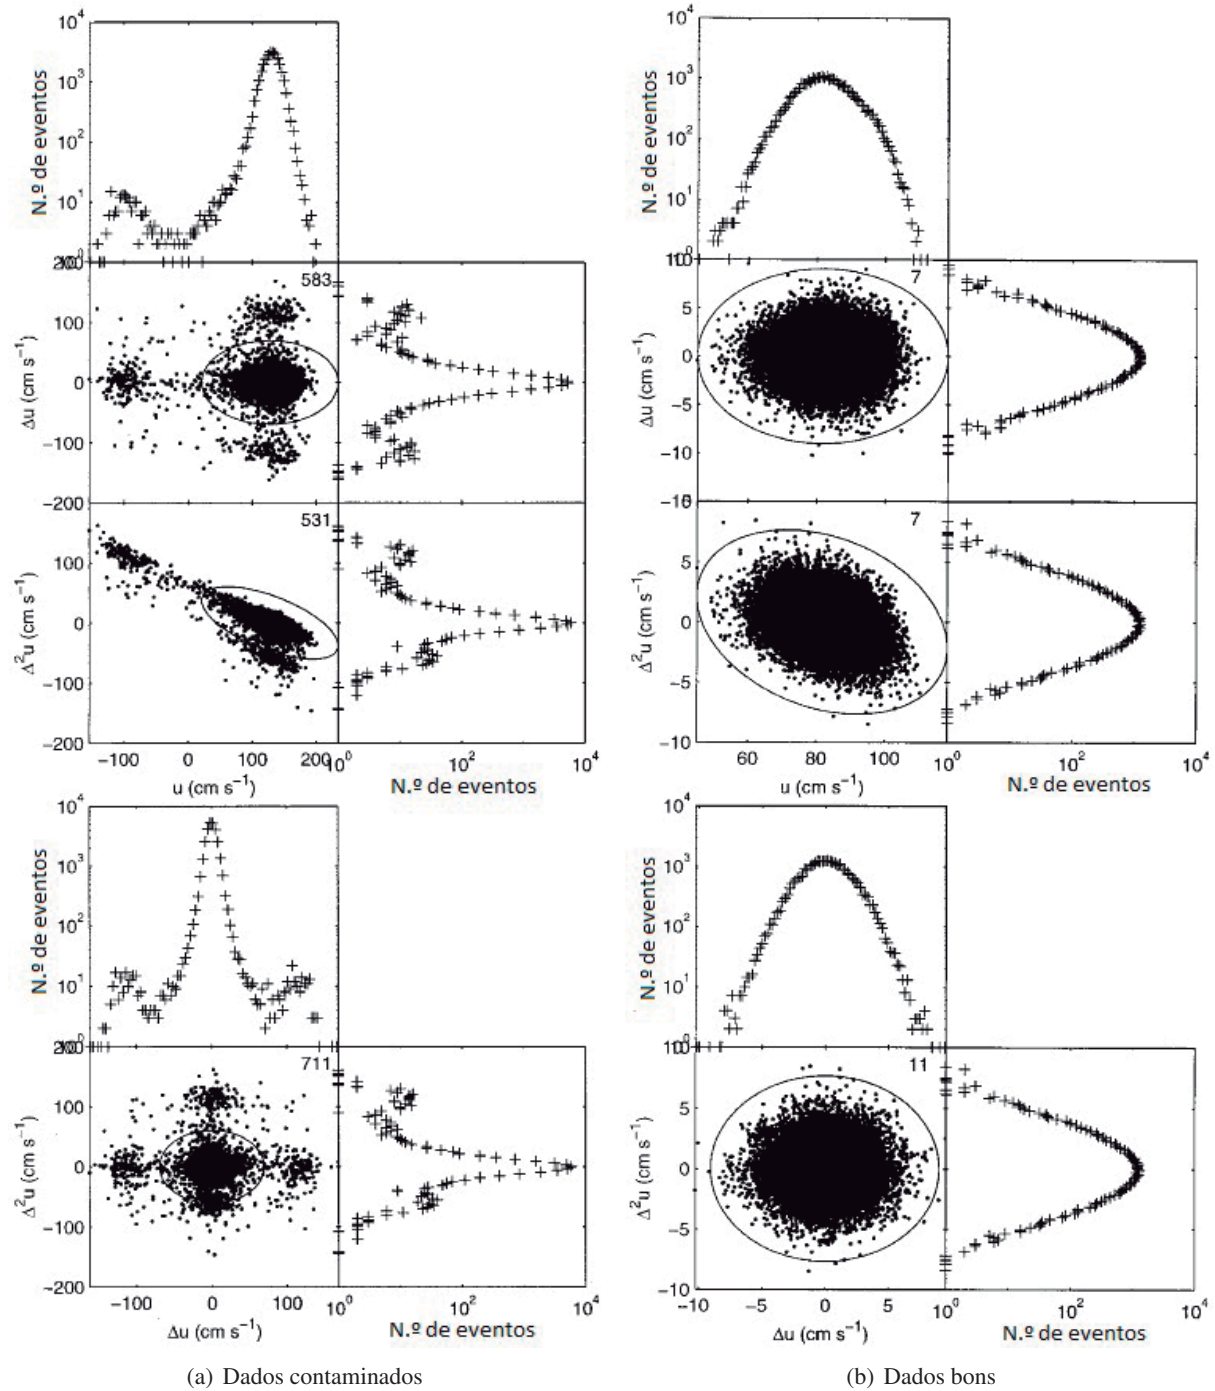 10⁴
10³
10²
10¹
10⁰
N.º de eventos
200
100
0
−100
−200
Δu (cm s⁻¹)
583
100
0
−100
−200
Δ²u (cm s⁻¹)
531
−100 0 100 200
u (cm s⁻¹)
10⁰ 10² 10⁴
N.º de eventos
10⁴
10³
10²
10¹
10⁰
N.º de eventos
200
100
0
−100
−200
Δ²u (cm s⁻¹)
711
−100 0 100
Δu (cm s⁻¹)
10⁰ 10² 10⁴
N.º de eventos
(a) Dados contaminados
10⁴
10³
10²
10¹
10⁰
N.º de eventos
10
5
0
−5
−10
Δu (cm s⁻¹)
7
5
0
−5
−10
Δ²u (cm s⁻¹)
7
60 80 100
u (cm s⁻¹)
10⁰ 10² 10⁴
N.º de eventos
10⁴
10³
10²
10¹
10⁰
N.º de eventos
10
5
0
−5
−10
Δ²u (cm s⁻¹)
11
−10 −5 0 5
Δu (cm s⁻¹)
10⁰ 10² 10⁴
N.º de eventos
(b) Dados bons